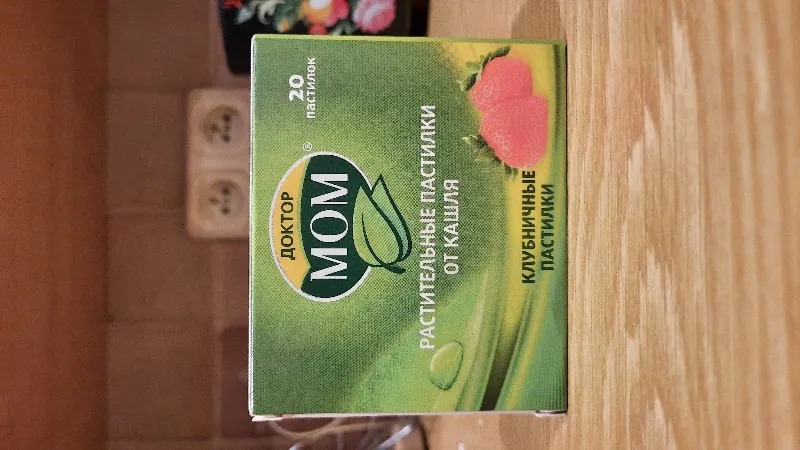 20
пастилок
ДОКТОР
МОМ®
РАСТИТЕЛЬНЫЕ ПАСТИЛКИ
ОТ КАШЛЯ
КЛУБНИЧНЫЕ
ПАСТИЛКИ